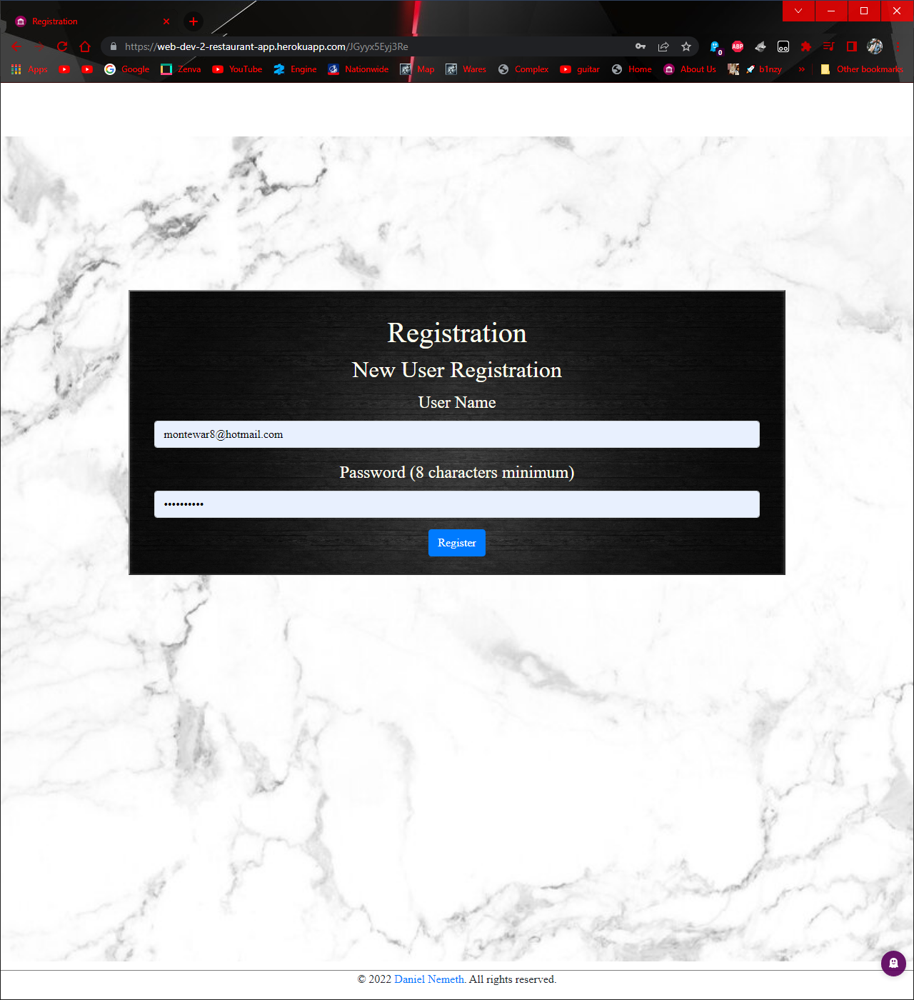 Registration
https://web-dev-2-restaurant-app.herokuapp.com/JGyyx5Eyj3Re
0
ABP
Apps Google Zenva YouTube Engine Nationwide Map Wares Complex guitar Home About Us b1nzy » Other bookmarks
Registration
New User Registration
User Name
montewar8@hotmail.com
Password (8 characters minimum)
••••••••••
Register
© 2022 Daniel Nemeth. All rights reserved.